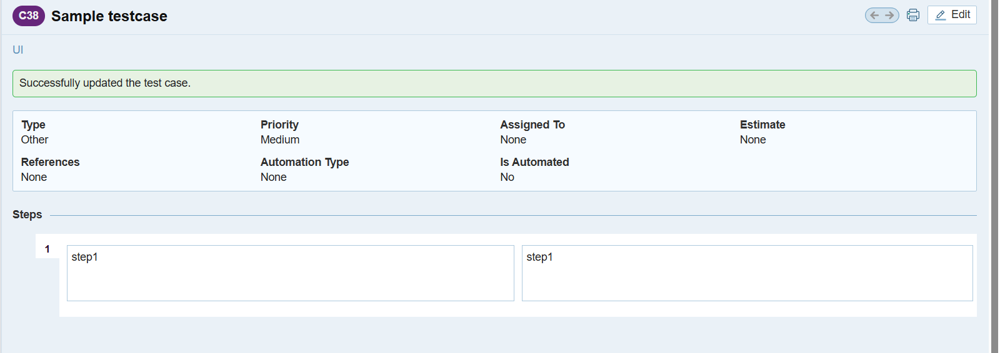 C38 Sample testcase Edit
UI
Successfully updated the test case.
Type Priority Assigned To Estimate
Other Medium None None
References Automation Type Is Automated
None None No
Steps
1 step1 step1